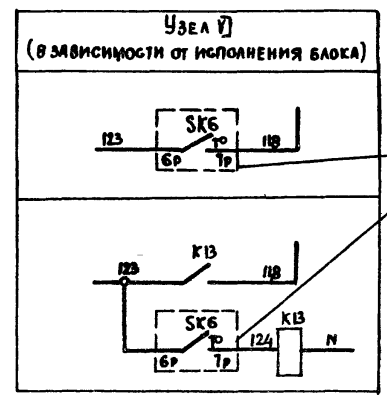 Узел V
(в зависимости от исполнения блока)
SK6
123 118
6р 7р
K13
123 118
SK6 K13
6р 7р 124 N